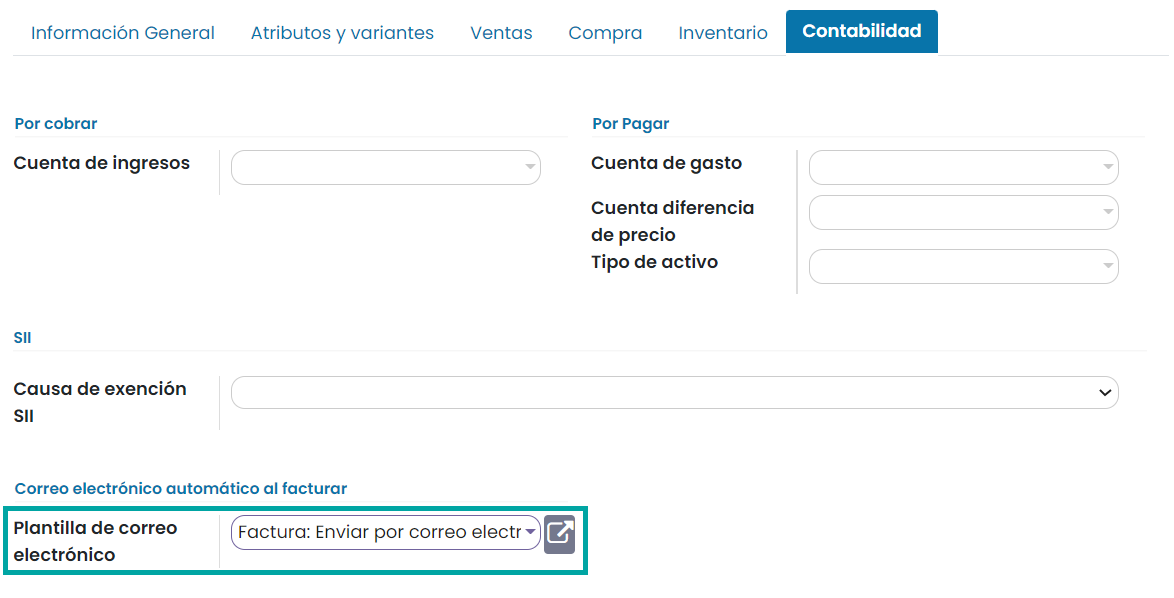 Información General
Atributos y variantes
Ventas
Compra
Inventario
Contabilidad
Por cobrar
Cuenta de ingresos
Por Pagar
Cuenta de gasto
Cuenta diferencia
de precio
Tipo de activo
SII
Causa de exención
SII
Correo electrónico automático al facturar
Plantilla de correo
electrónico
Factura: Enviar por correo electr